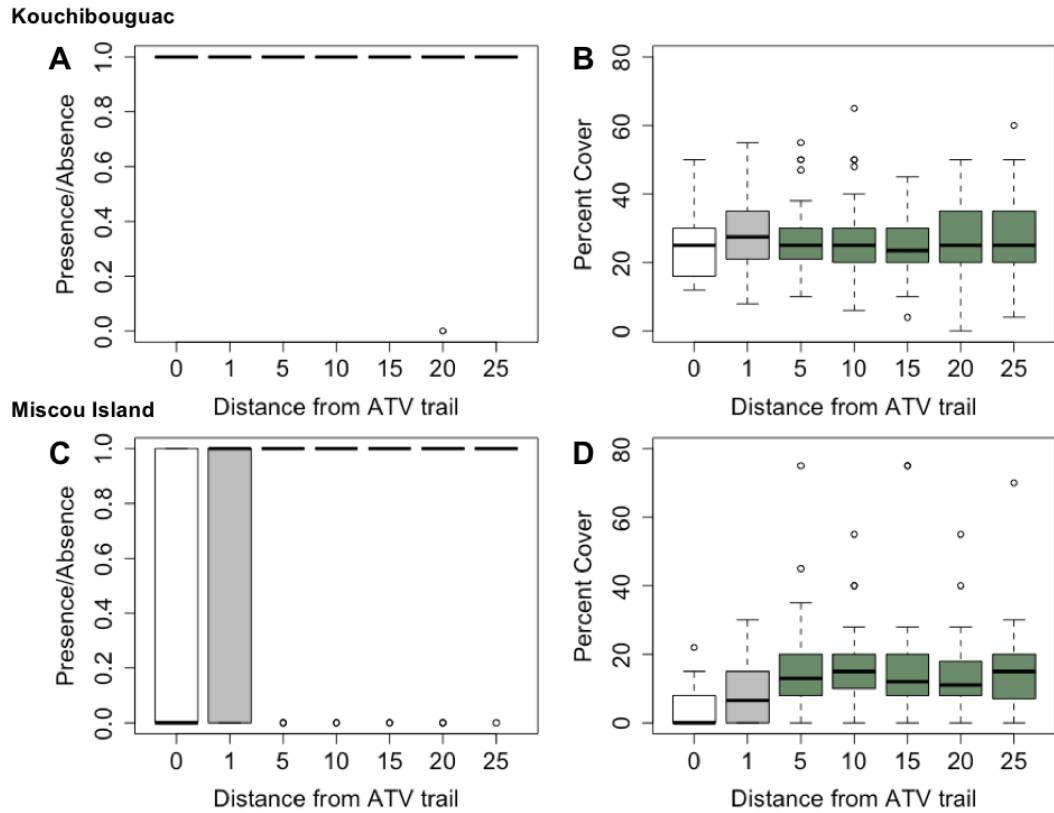 Kouchibouguac
A
Presence/Absence
0.0 0.2 0.4 0.6 0.8 1.0
0 1 5 10 15 20 25
Distance from ATV trail
B
Percent Cover
0 20 40 60 80
0 1 5 10 15 20 25
Distance from ATV trail
Miscou Island
C
Presence/Absence
0.0 0.2 0.4 0.6 0.8 1.0
0 1 5 10 15 20 25
Distance from ATV trail
D
Percent Cover
0 20 40 60 80
0 1 5 10 15 20 25
Distance from ATV trail